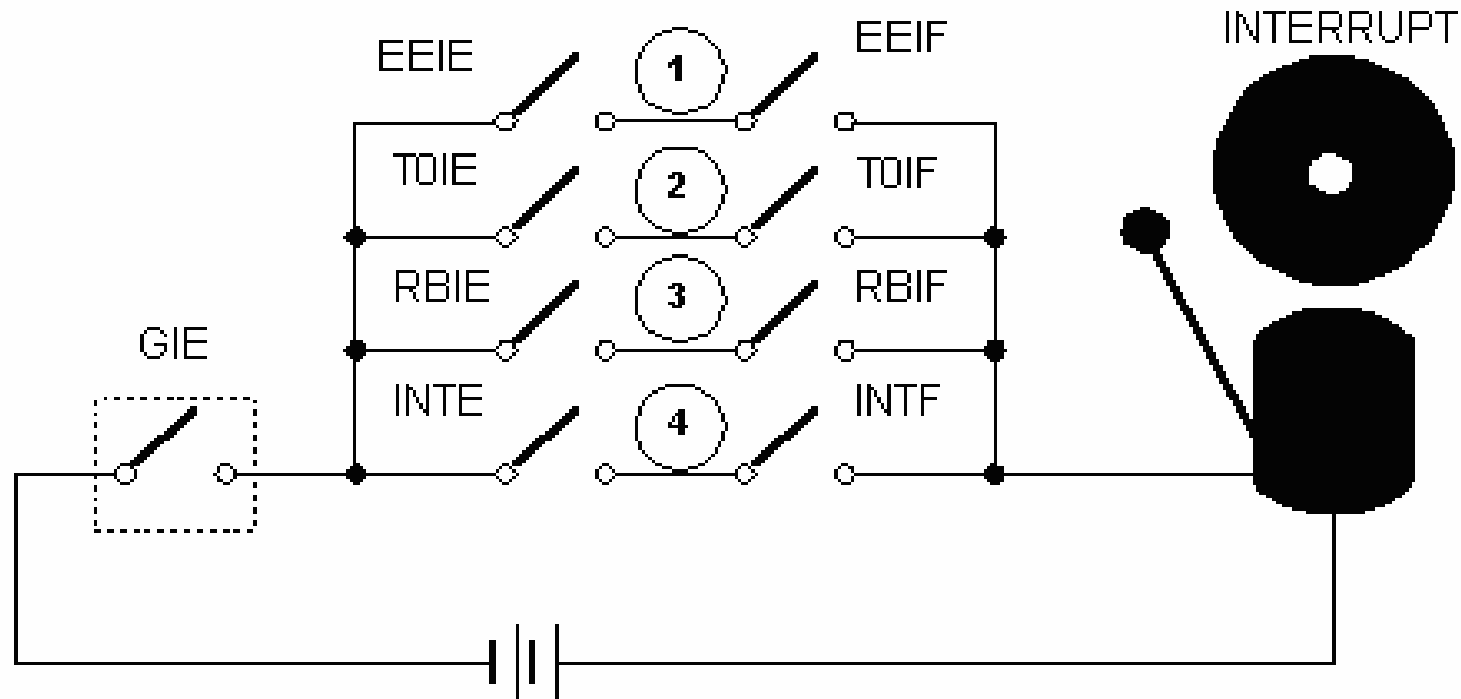 INTERRUPT
EEIE 1 EEIF
T0IE 2 T0IF
RBIE 3 RBIF
GIE
INTE 4 INTF